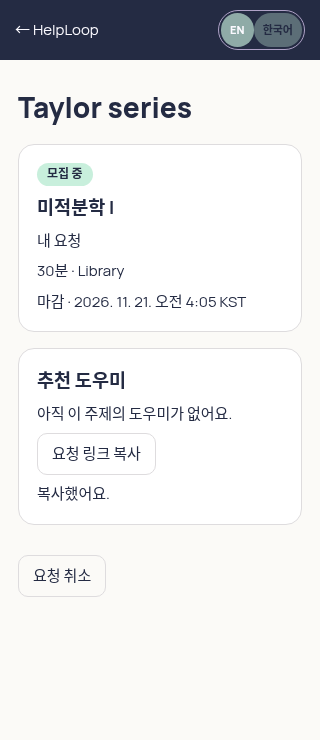 ← HelpLoop
EN 한국어
Taylor series
모집 중
미적분학 I
내 요청
30분 · Library
마감 · 2026. 11. 21. 오전 4:05 KST
추천 도우미
아직 이 주제의 도우미가 없어요.
요청 링크 복사
복사했어요.
요청 취소